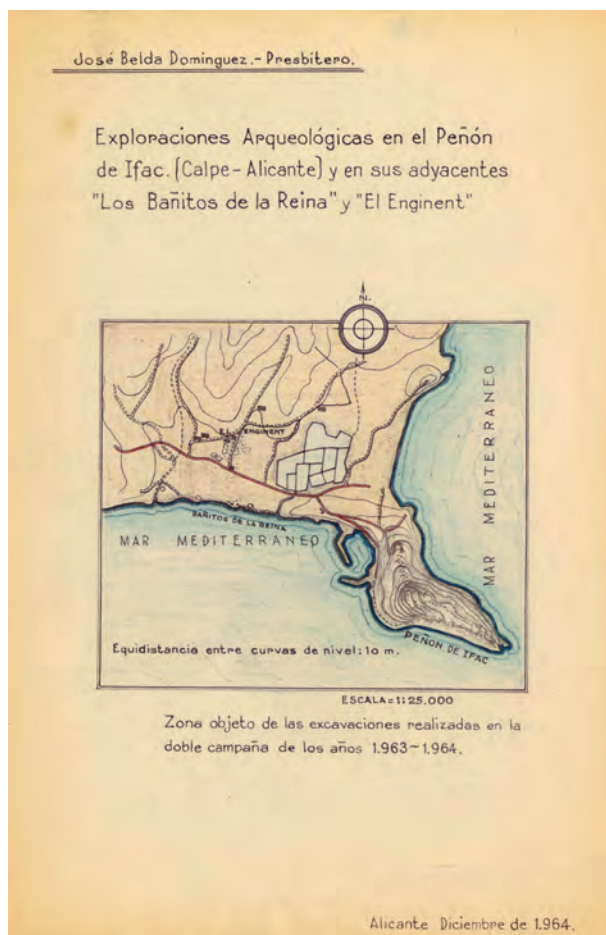 José Belda Domínguez.- Presbítero.
Exploraciones Arqueológicas en el Peñón
de Ifac. (Calpe-Alicante) y en sus adyacentes
"Los Bañitos de la Reina" y "El Enginent"
N.
EL ENGINENT
BAÑITOS DE LA REINA
MAR MEDITERRANEO
MAR MEDITERRANEO
PEÑÓN DE IFAC
Equidistancia entre curvas de nivel: 10 m.
ESCALA=1:25.000
Zona objeto de las excavaciones realizadas en la
doble campaña de los años 1.963~1.964.
Alicante Diciembre de 1.964.